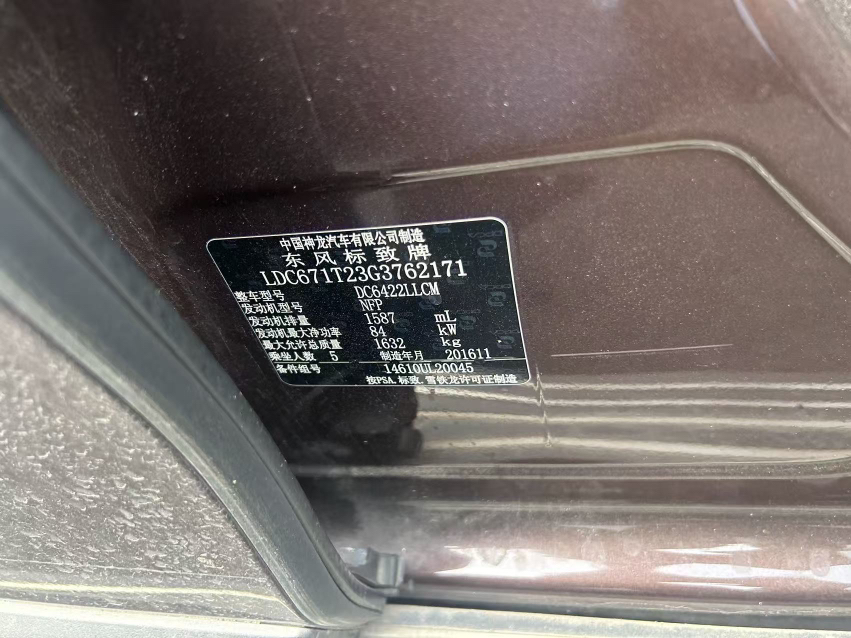 中国神龙汽车有限公司制造
东风标致牌
LDC671T23G3762171
整车型号 DC6422LLCM
发动机型号 NFP
发动机排量 1587 mL
发动机最大净功率 84 kW
最大允许总质量 1632 kg
乘坐人数 5 制造年月 201611
备件组号 14610UL20045
按PSA.标致.雪铁龙许可证制造